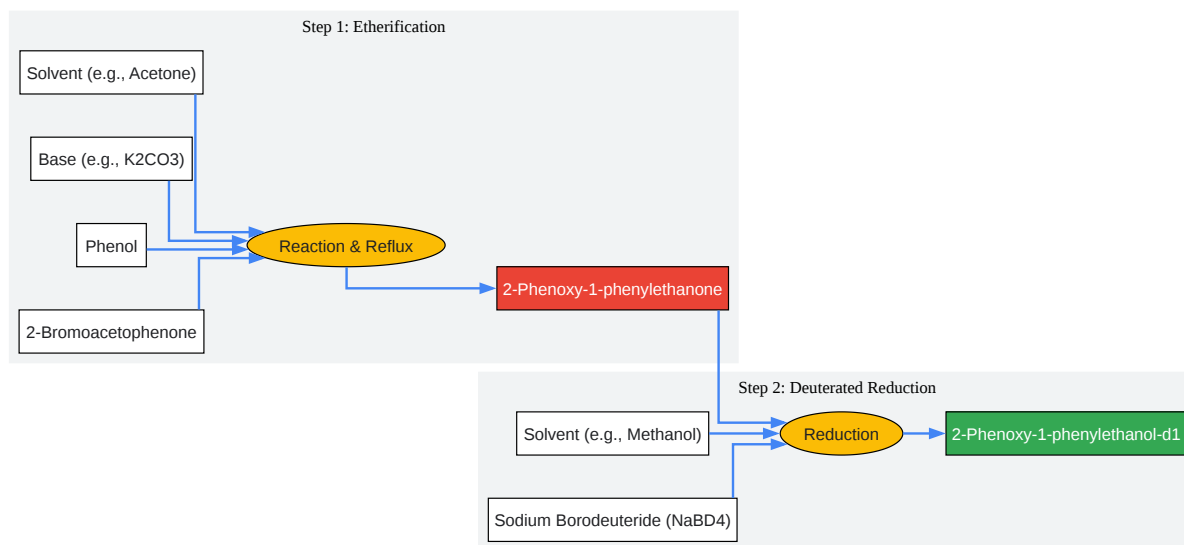 Step 1: Etherification
Solvent (e.g., Acetone)
Base (e.g., K2CO3)
Phenol
Reaction & Reflux
2-Phenoxy-1-phenylethanone
2-Bromoacetophenone
Step 2: Deuterated Reduction
Solvent (e.g., Methanol)
Reduction
2-Phenoxy-1-phenylethanol-d1
Sodium Borodeuteride (NaBD4)